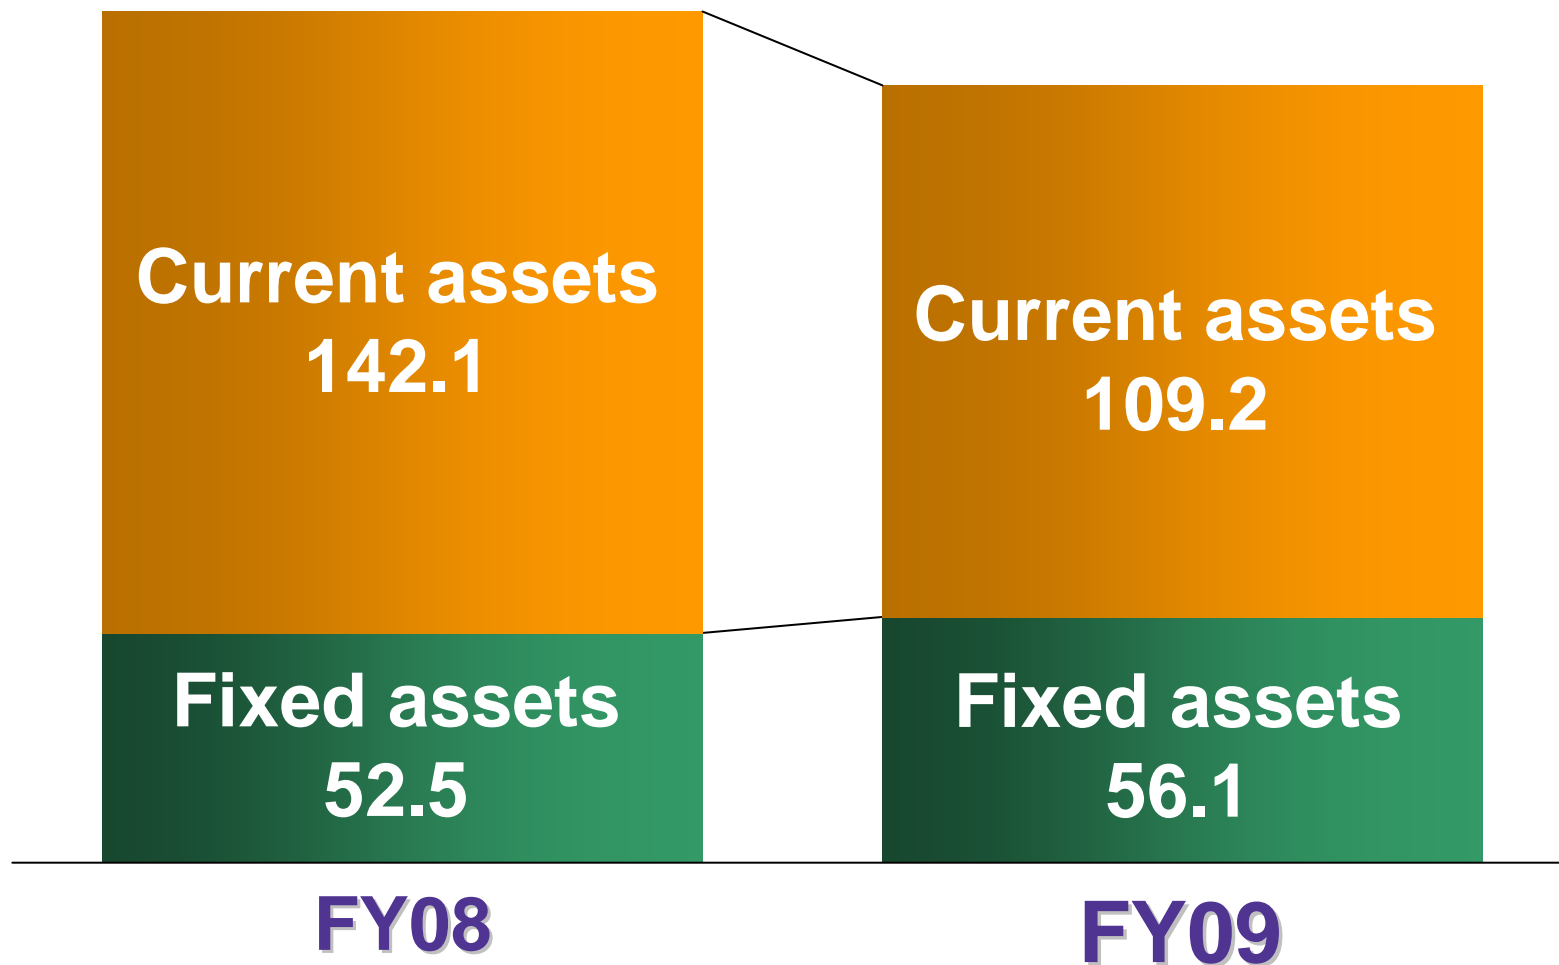 Current assets
142.1
Fixed assets
52.5
FY08
Current assets
109.2
Fixed assets
56.1
FY09